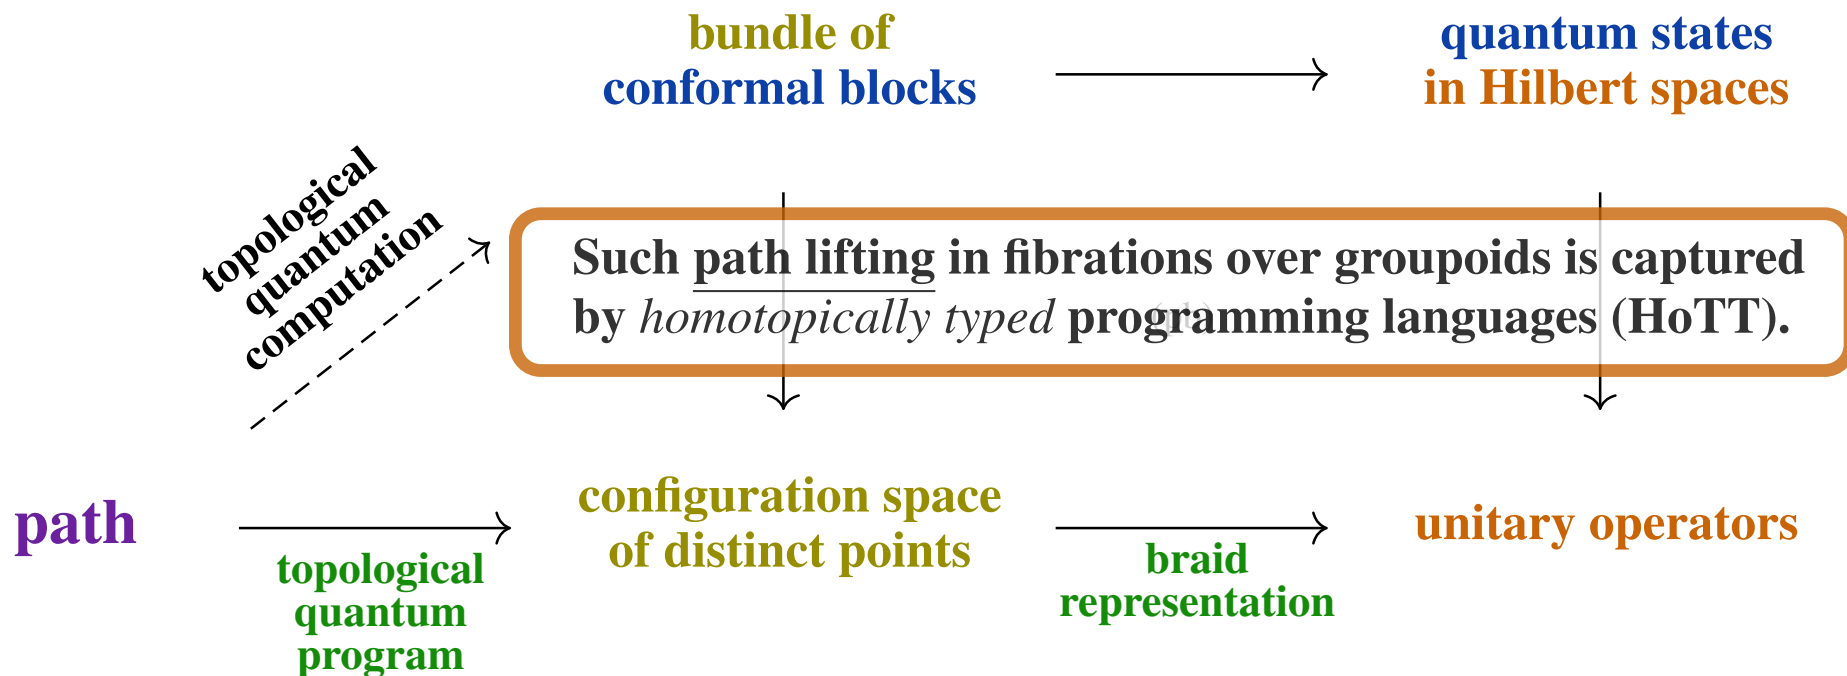 bundle of
conformal blocks
quantum states
in Hilbert spaces
topological
quantum
computation
Such path lifting in fibrations over groupoids is captured
by homotopically typed programming languages (HoTT).
(pb)
path
configuration space
of distinct points
unitary operators
topological
quantum
program
braid
representation